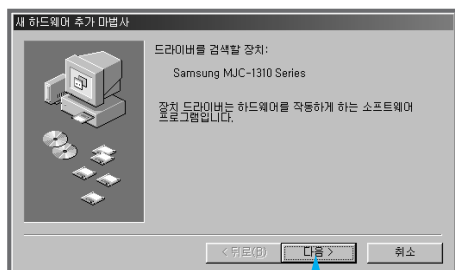 새 하드웨어 추가 마법사
드라이버를 검색할 장치:
Samsung MJC-1310 Series
장치 드라이버는 하드웨어를 작동하게 하는 소프트웨어
프로그램입니다.
< 뒤로(B)
다음 >
취소